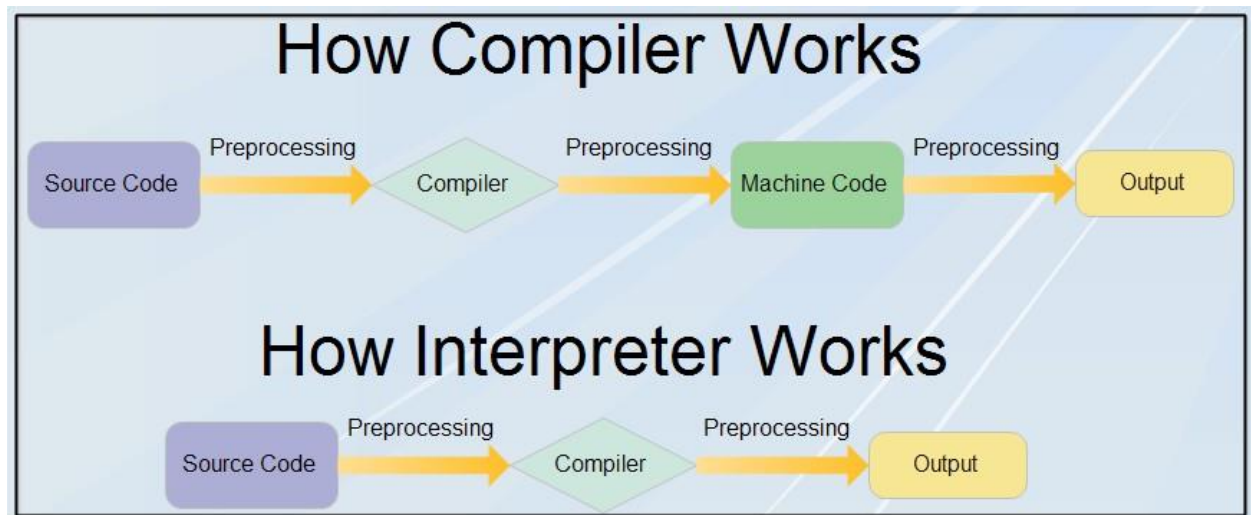 How Compiler Works
Preprocessing Preprocessing Preprocessing
Source Code Compiler Machine Code Output
How Interpreter Works
Preprocessing Preprocessing
Source Code Compiler Output